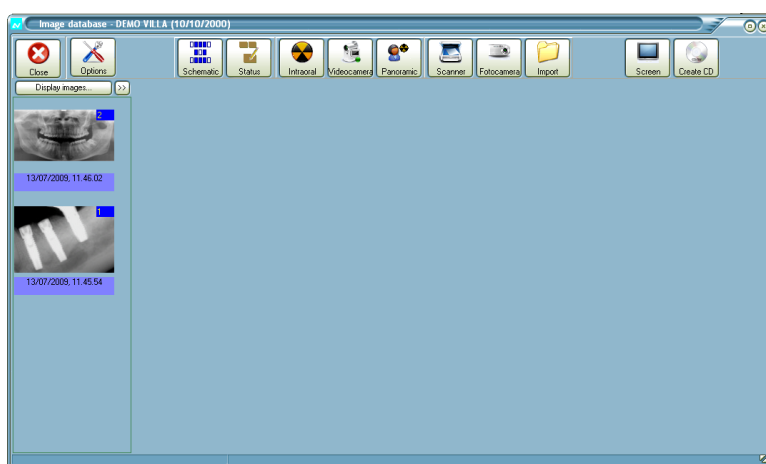 Image database - DEMO VILLA (10/10/2000)
Close Options Schematic Status Intraoral Videocamera Panoramic Scanner Fotocamera Import Screen Create CD
Display images... >>
2
13/07/2009, 11.46.02
1
13/07/2009, 11.45.54